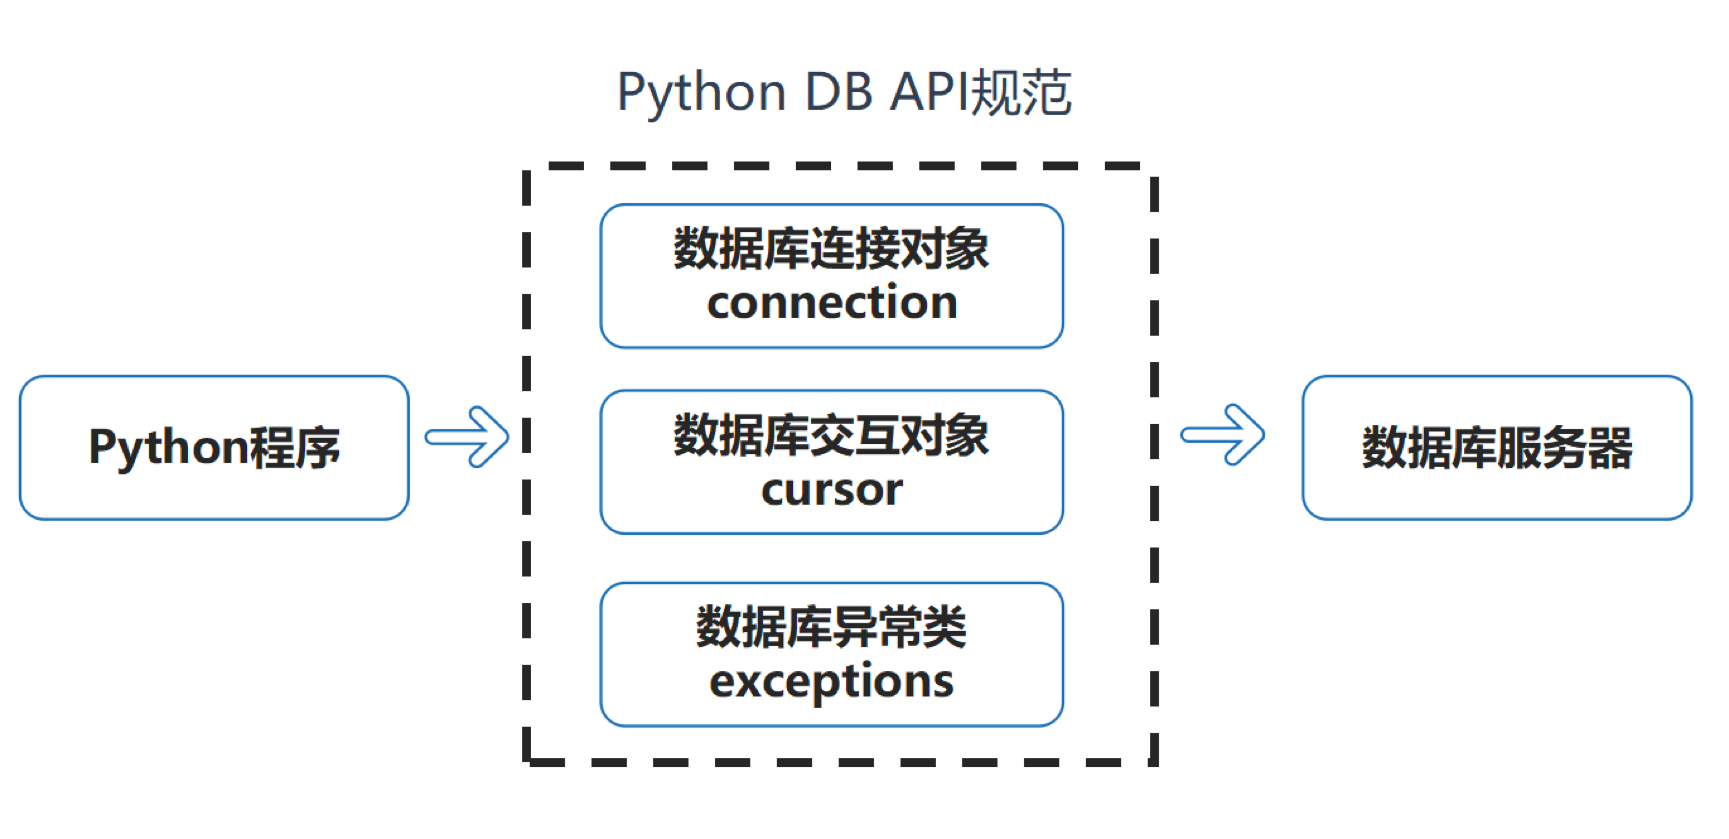 Python DB API规范
数据库连接对象
connection
Python程序
数据库交互对象
cursor
数据库服务器
数据库异常类
exceptions